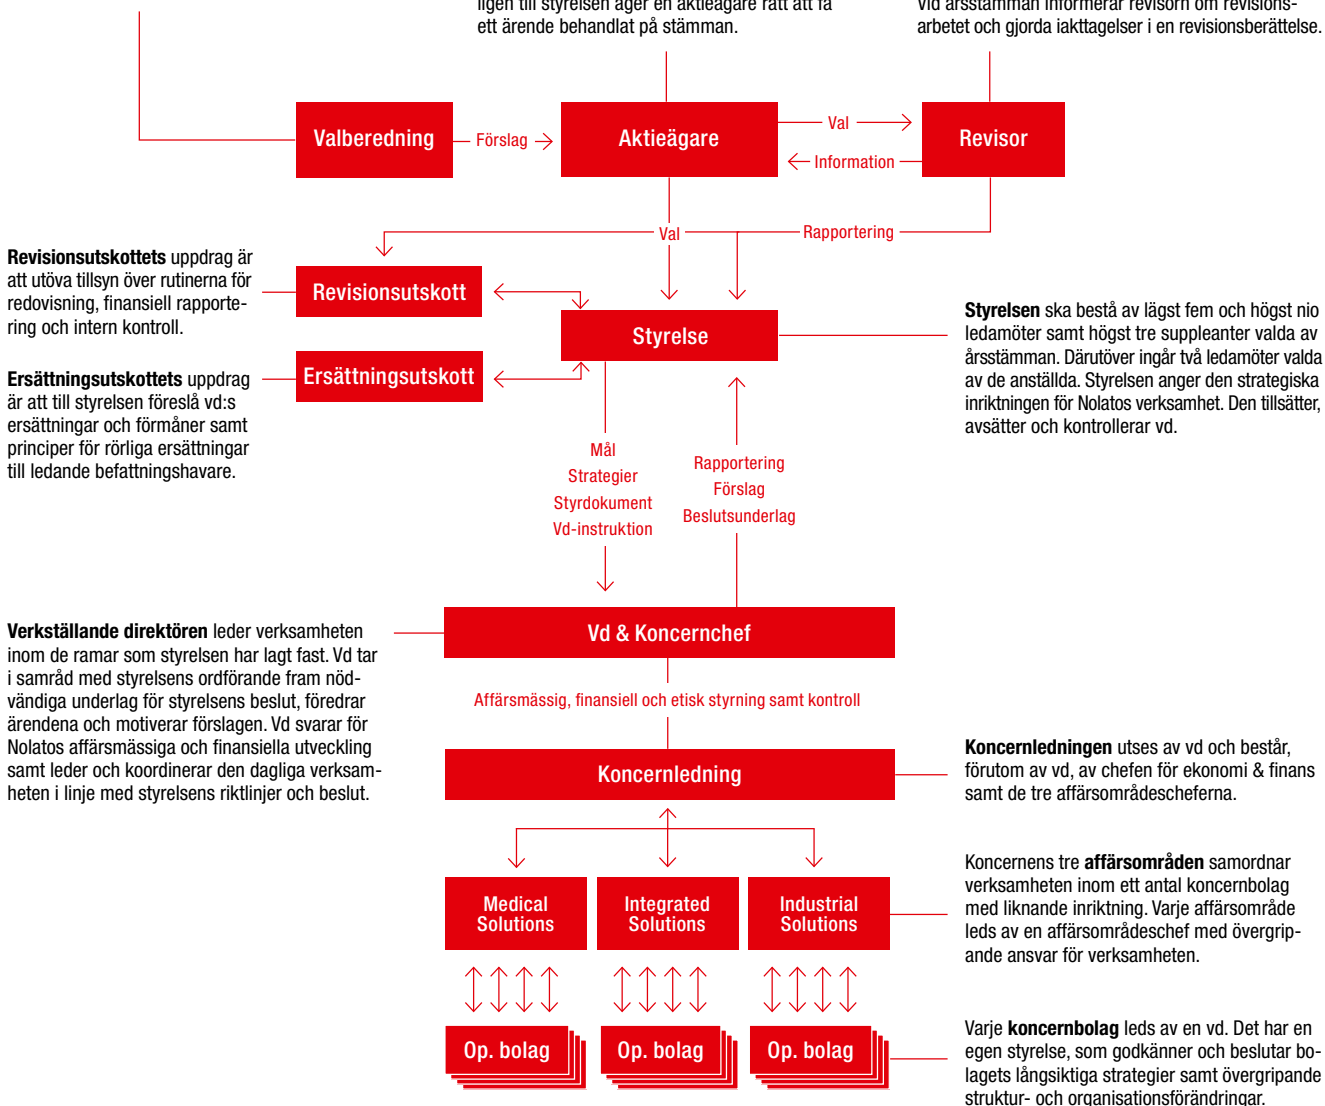 ligen till styrelsen äger en aktieägare rätt att få
ett ärende behandlat på stämman.
Vid årsstämman informerar revisorn om revisions-
arbetet och gjorda iakttagelser i en revisionsberättelse.
Valberedning
Förslag
Aktieägare
Val
Information
Revisor
Val
Rapportering
Revisionsutskottets uppdrag är
att utöva tillsyn över rutinerna för
redovisning, finansiell rapporte-
ring och intern kontroll.
Revisionsutskott
Styrelse
Styrelsen ska bestå av lägst fem och högst nio
ledamöter samt högst tre suppleanter valda av
årsstämman. Därutöver ingår två ledamöter valda
av de anställda. Styrelsen anger den strategiska
inriktningen för Nolatos verksamhet. Den tillsätter,
avsätter och kontrollerar vd.
Ersättningsutskottets uppdrag
är att till styrelsen föreslå vd:s
ersättningar och förmåner samt
principer för rörliga ersättningar
till ledande befattningshavare.
Ersättningsutskott
Mål
Strategier
Styrdokument
Vd-instruktion
Rapportering
Förslag
Beslutsunderlag
Verkställande direktören leder verksamheten
inom de ramar som styrelsen har lagt fast. Vd tar
i samråd med styrelsens ordförande fram nöd-
vändiga underlag för styrelsens beslut, föredrar
ärendena och motiverar förslagen. Vd svarar för
Nolatos affärsmässiga och finansiella utveckling
samt leder och koordinerar den dagliga verksam-
heten i linje med styrelsens riktlinjer och beslut.
Vd & Koncernchef
Affärsmässig, finansiell och etisk styrning samt kontroll
Koncernledning
Koncernledningen utses av vd och består,
förutom av vd, av chefen för ekonomi & finans
samt de tre affärsområdescheferna.
Medical
Solutions
Integrated
Solutions
Industrial
Solutions
Koncernens tre affärsområden samordnar
verksamheten inom ett antal koncernbolag
med liknande inriktning. Varje affärsområde
leds av en affärsområdeschef med övergrip-
ande ansvar för verksamheten.
Op. bolag
Op. bolag
Op. bolag
Varje koncernbolag leds av en vd. Det har en
egen styrelse, som godkänner och beslutar bo-
lagets långsiktiga strategier samt övergripande
struktur- och organisationsförändringar.